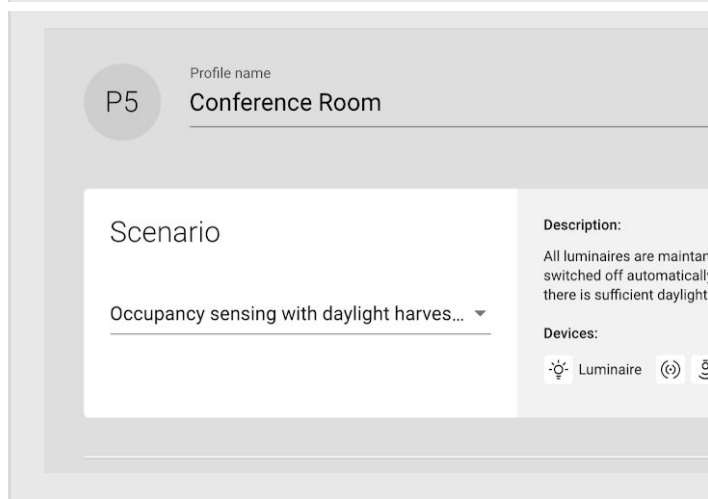 Profile name
P5
Conference Room
Scenario
Occupancy sensing with daylight harves...
Description:
All luminaires are maintan
switched off automatically
there is sufficient daylight
Devices:
Luminaire